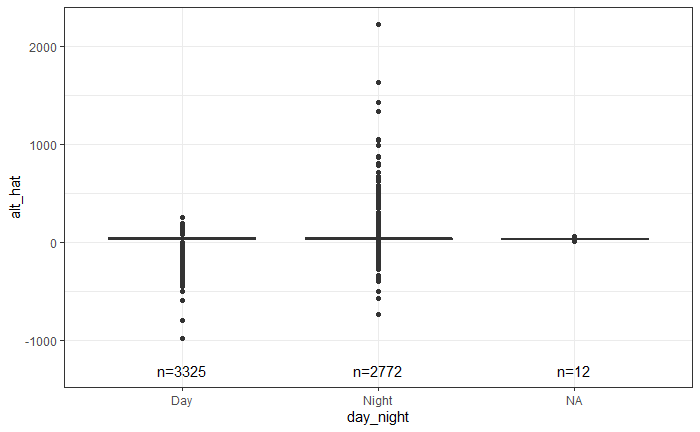 alt_hat
2000
1000
0
-1000
n=3325 n=2772 n=12
Day Night NA
day_night